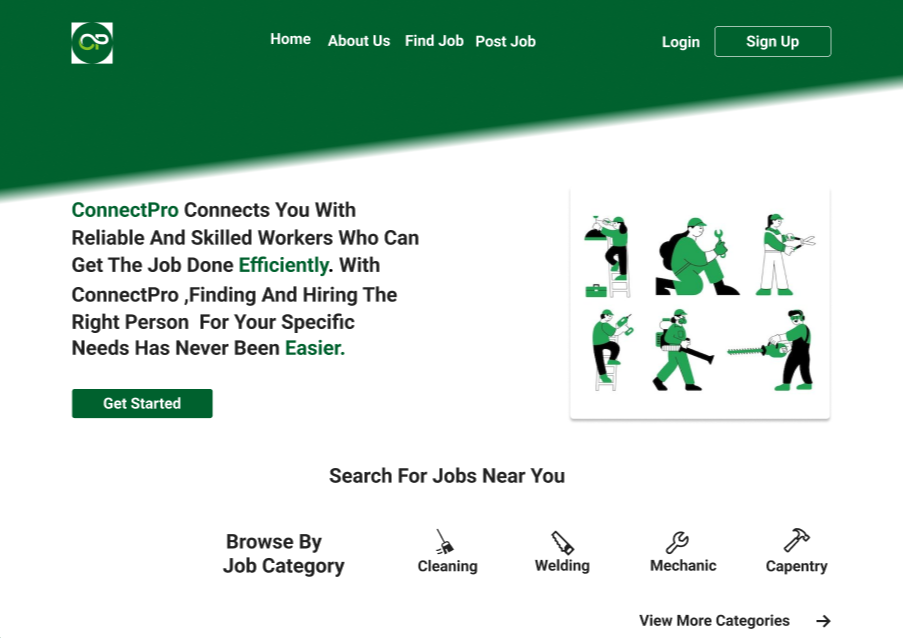 CP
Home About Us Find Job Post Job Login Sign Up
ConnectPro Connects You With
Reliable And Skilled Workers Who Can
Get The Job Done Efficiently. With
ConnectPro ,Finding And Hiring The
Right Person For Your Specific
Needs Has Never Been Easier.
Get Started
Search For Jobs Near You
Browse By
Job Category
Cleaning Welding Mechanic Capentry
View More Categories →